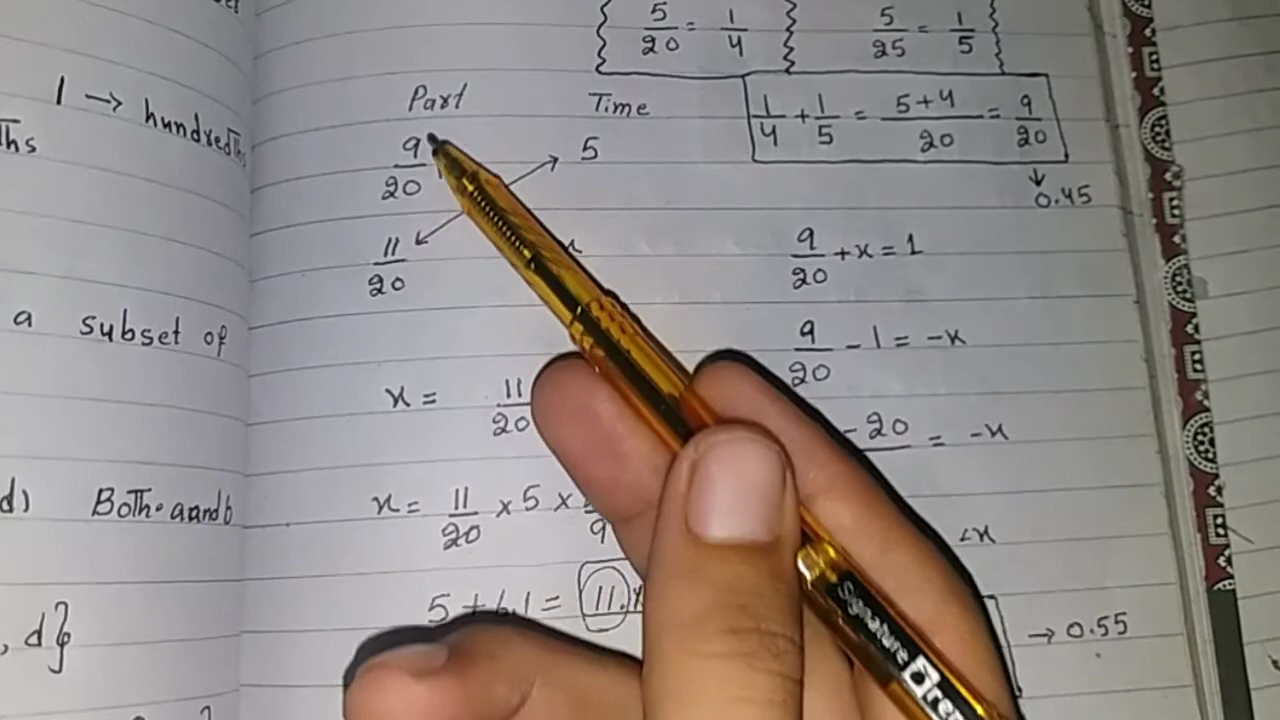 1 → hundredths
Ths
a subset of
d) Both a and b
, d}
5/20 = 1/4
5/25 = 1/5
1/4 + 1/5 = 5+4/20 = 9/20
↓
0.45
Part Time
9/20 5
11/20 x
9/20 + x = 1
9/20 - 1 = -x
- 20 = -x
x = 11/20
x = 11/20 × 5 ×
9
5 + 6.1 = 11.
→ 0.55
Signature